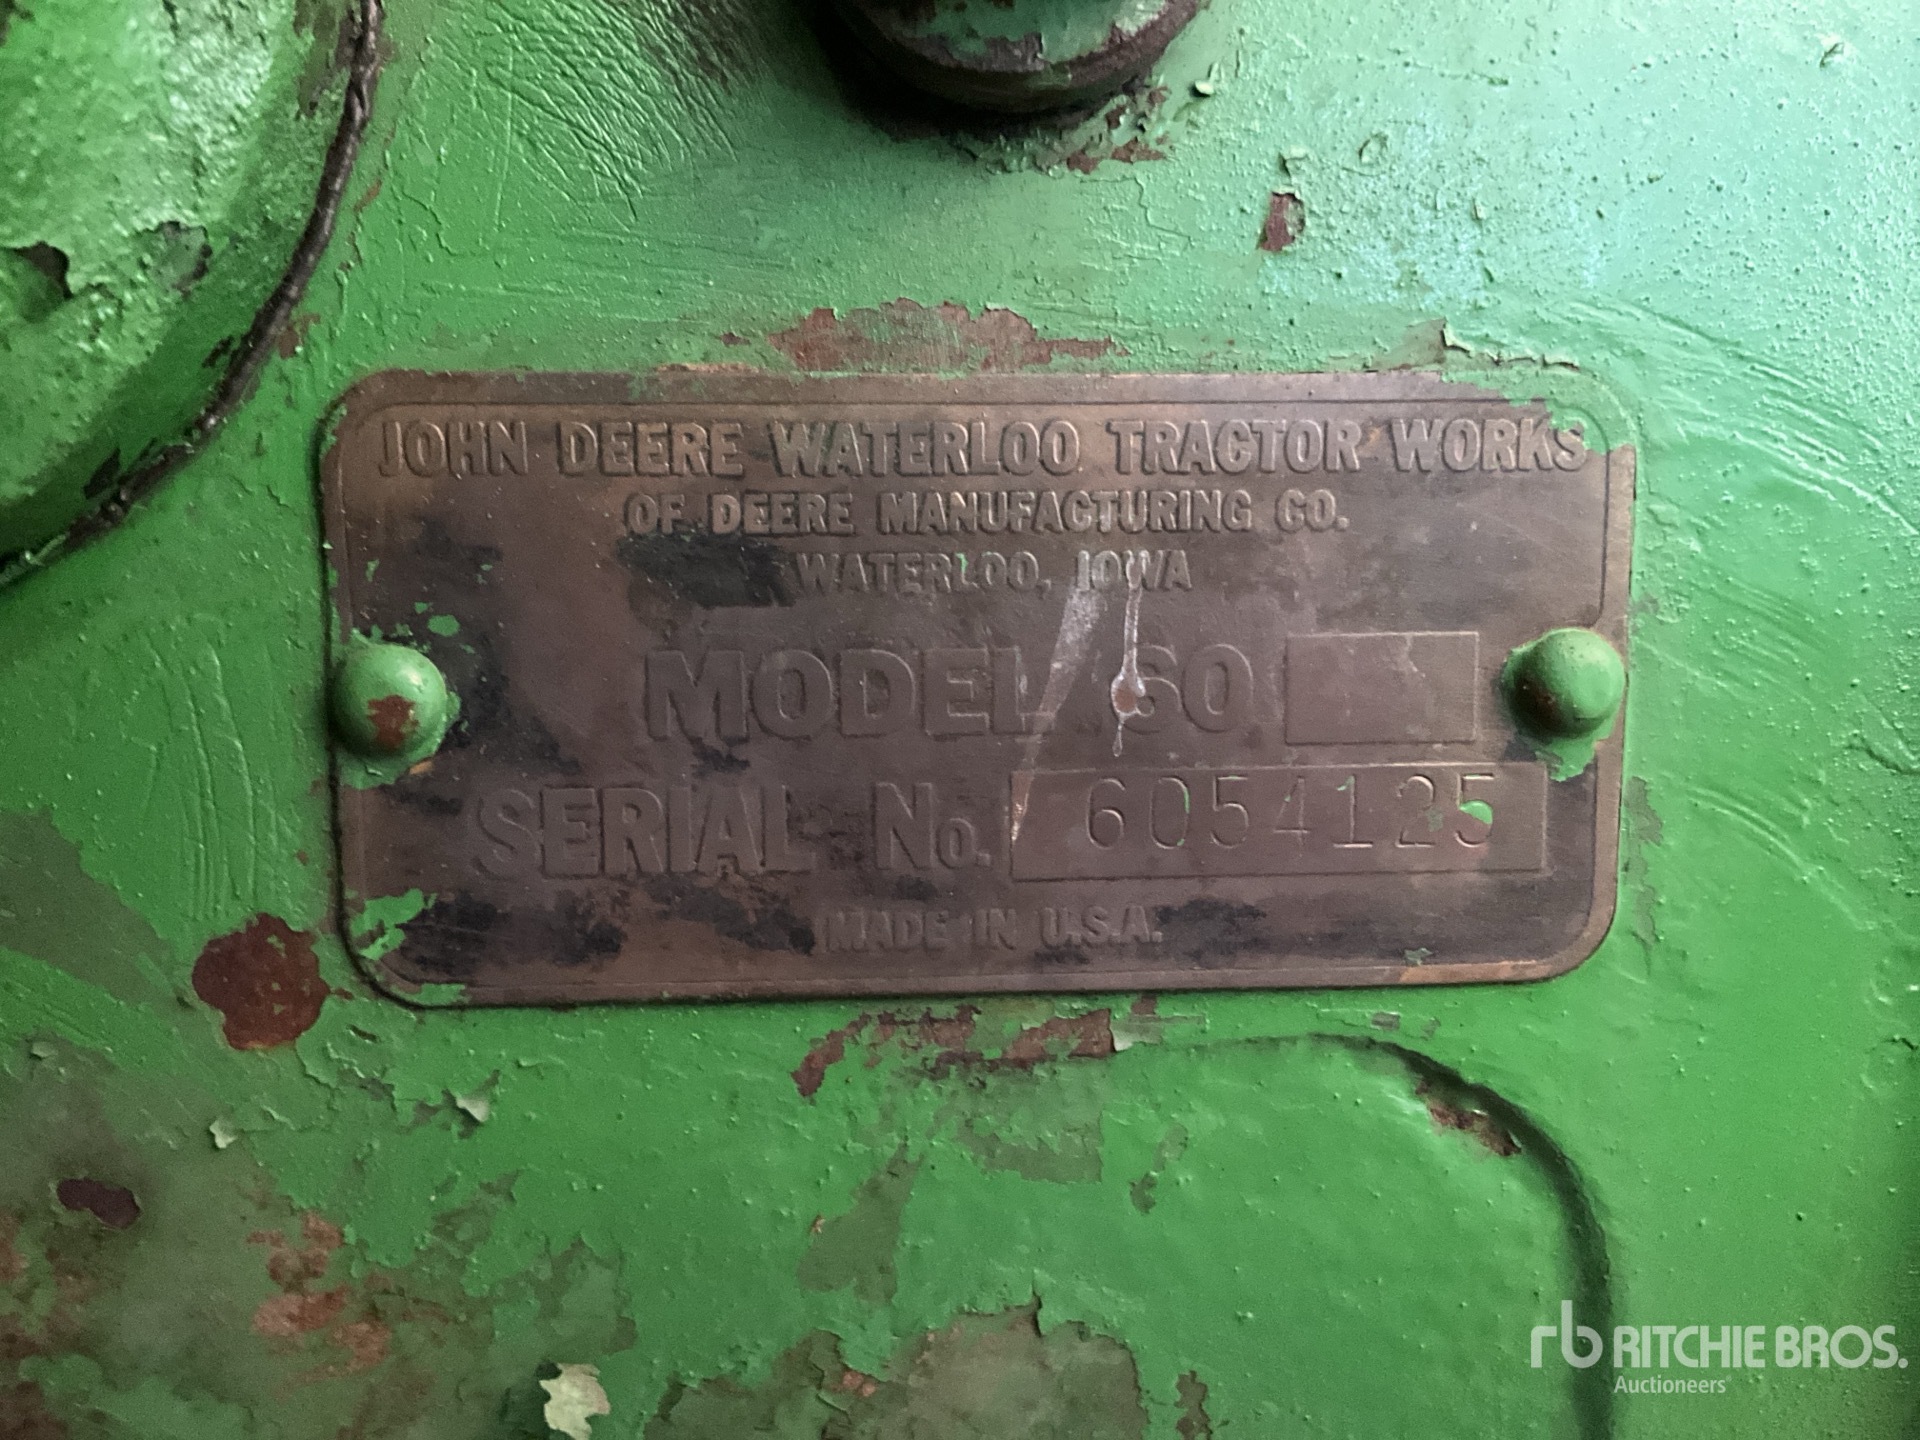 JOHN DEERE WATERLOO TRACTOR WORKS
OF DEERE MANUFACTURING CO.
WATERLOO, IOWA
MODEL 60
SERIAL No. 6054125
MADE IN U.S.A.
rb RITCHIE BROS.
Auctioneers